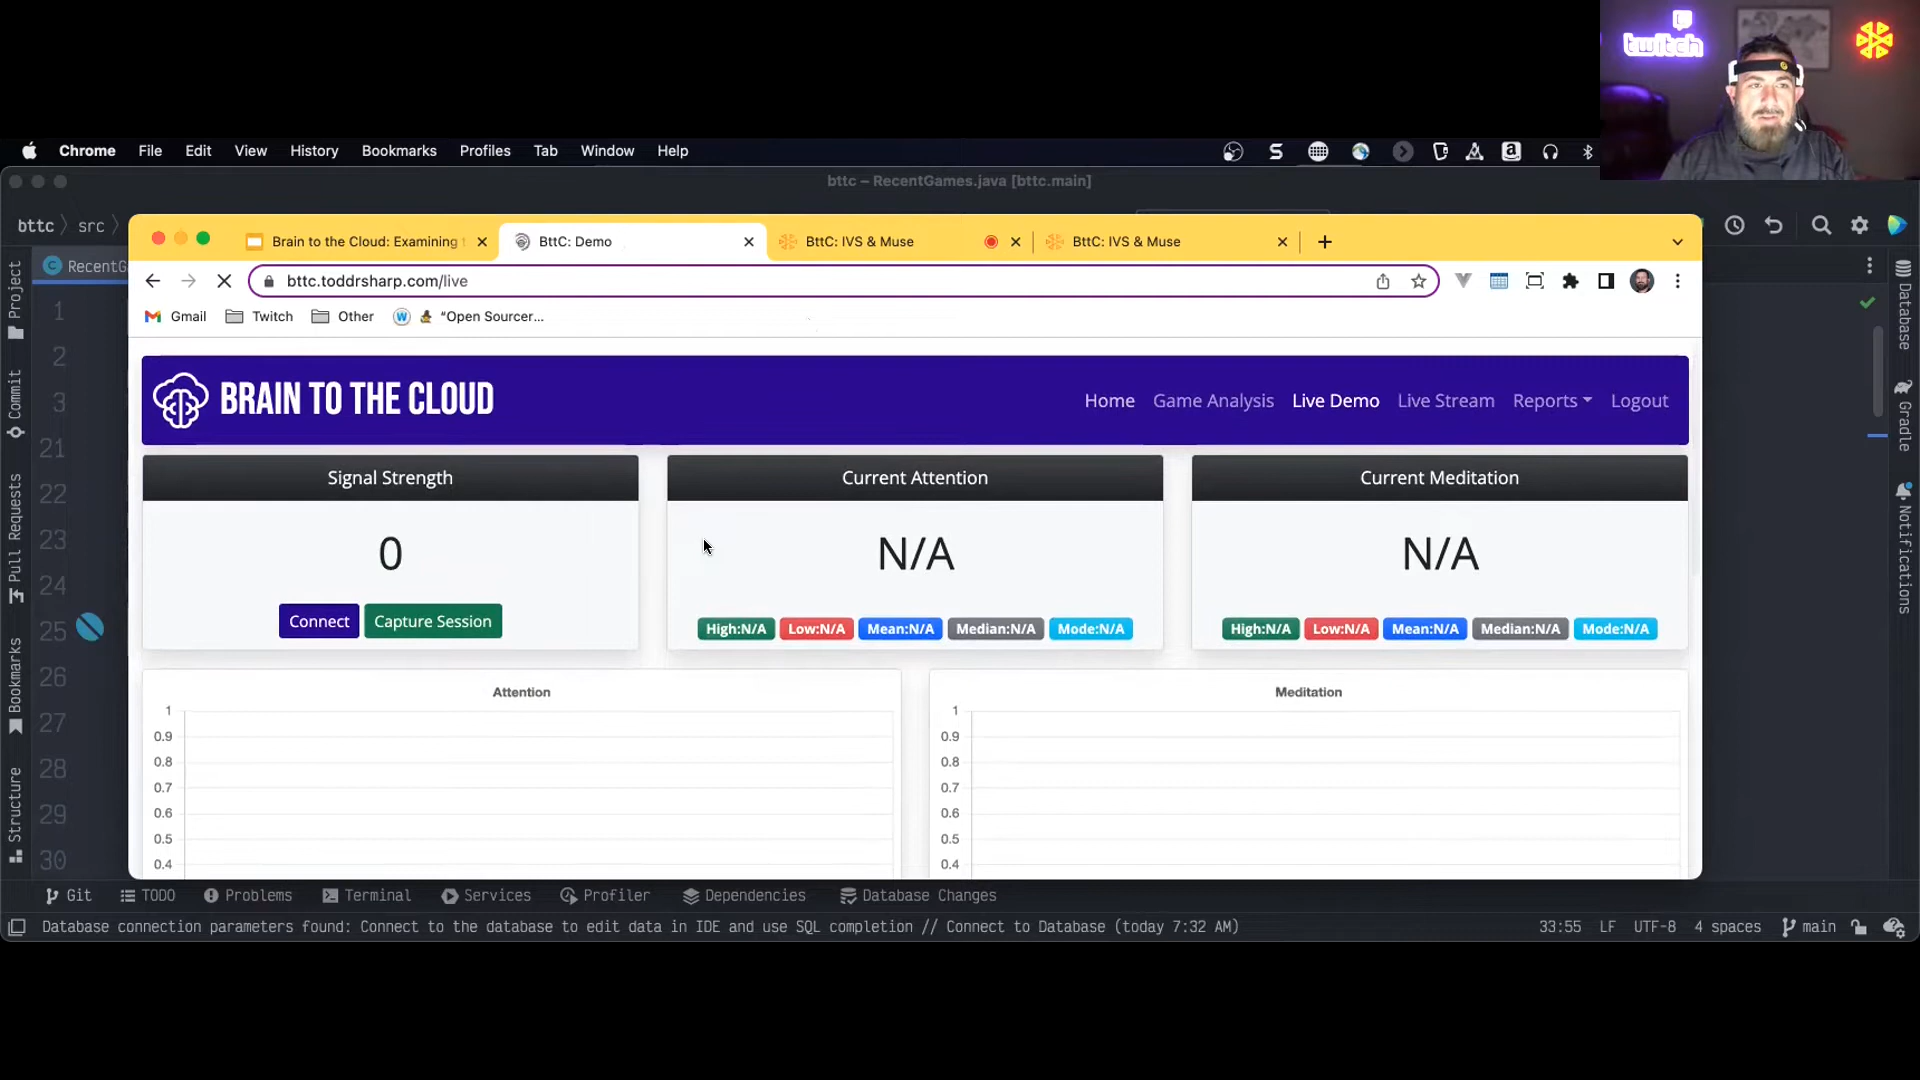 twitch
Chrome File Edit View History Bookmarks Profiles Tab Window Help
bttc – RecentGames.java [bttc.main]
bttc src
Brain to the Cloud: Examining t
BttC: Demo
BttC: IVS & Muse
BttC: IVS & Muse
RecentGa
bttc.toddrsharp.com/live
Gmail Twitch Other "Open Sourcer...
BRAIN TO THE CLOUD
Home Game Analysis Live Demo Live Stream Reports Logout
Signal Strength
0
Connect Capture Session
Current Attention
N/A
High:N/A Low:N/A Mean:N/A Median:N/A Mode:N/A
Current Meditation
N/A
High:N/A Low:N/A Mean:N/A Median:N/A Mode:N/A
Attention
1
0.9
0.8
0.7
0.6
0.5
0.4
Meditation
1
0.9
0.8
0.7
0.6
0.5
0.4
Project
Commit
Pull Requests
Bookmarks
Structure
1
2
3
21
22
23
24
25
26
27
28
29
30
Database
Gradle
Notifications
Git TODO Problems Terminal Services Profiler Dependencies Database Changes
Database connection parameters found: Connect to the database to edit data in IDE and use SQL completion // Connect to Database (today 7:32 AM) 33:55 LF UTF-8 4 spaces main